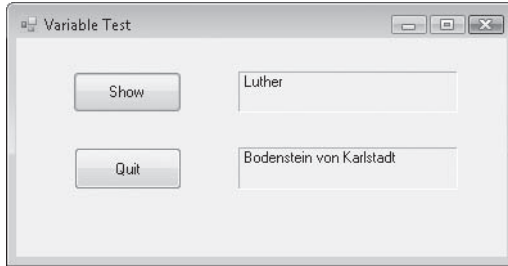 Variable Test
Show
Luther
Quit
Bodenstein von Karlstadt